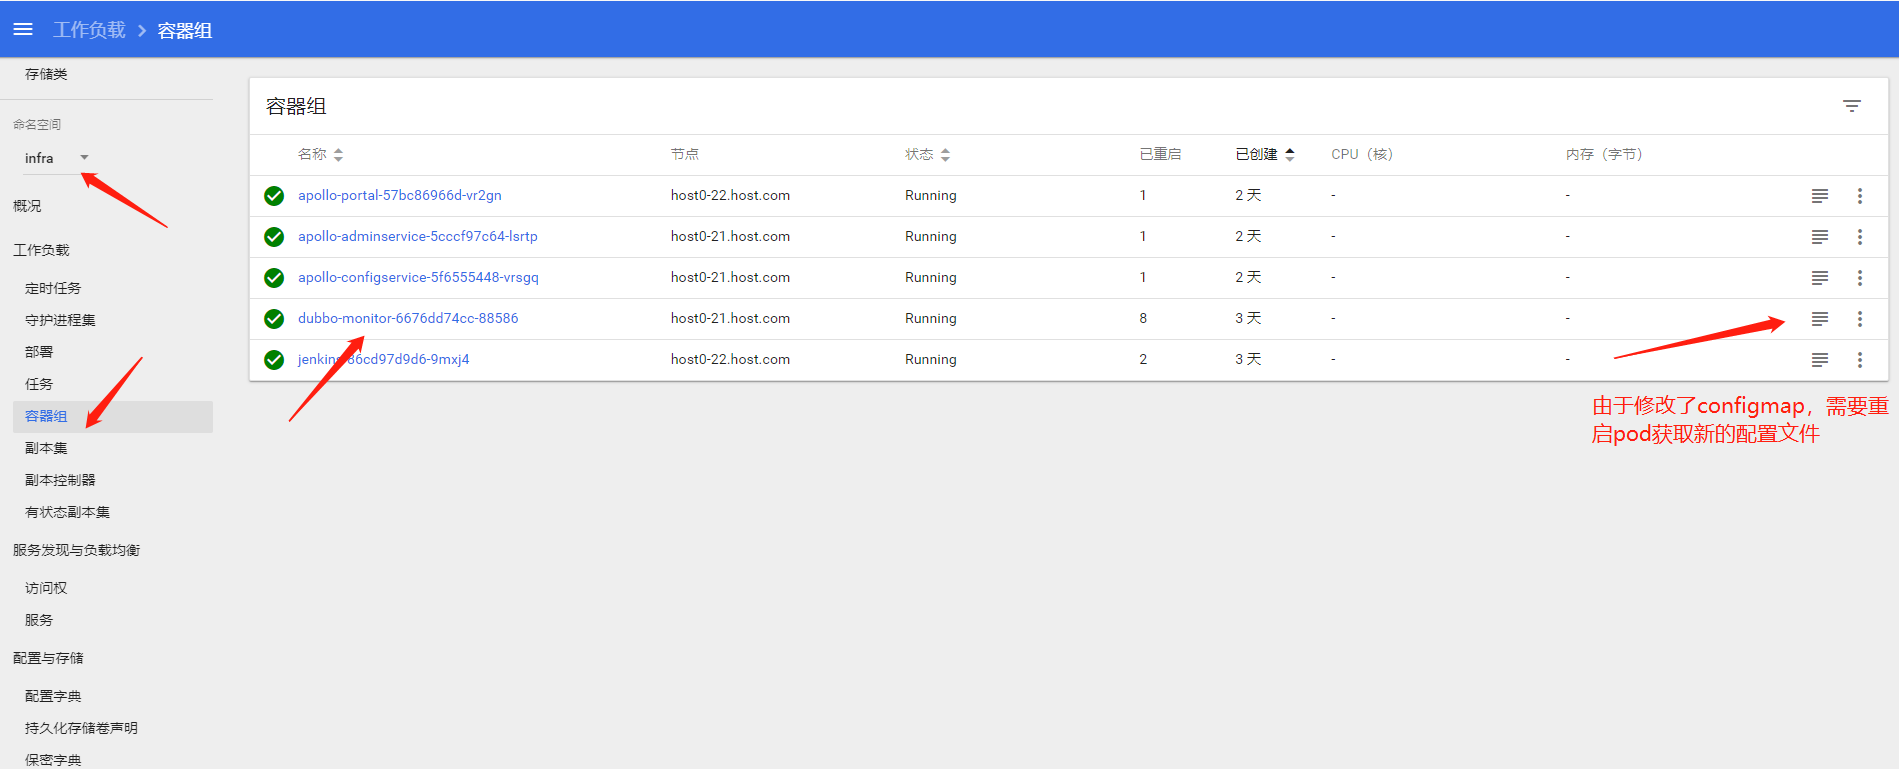 工作负载 > 容器组
存储类
命名空间
infra
概况
工作负载
定时任务
守护进程集
部署
任务
容器组
副本集
副本控制器
有状态副本集
服务发现与负载均衡
访问权
服务
配置与存储
配置字典
持久化存储卷声明
保密字典
容器组
名称 节点 状态 已重启 已创建 CPU（核） 内存（字节）
apollo-portal-57bc86966d-vr2gn host0-22.host.com Running 1 2 天 - -
apollo-adminservice-5cccf97c64-lsrtp host0-21.host.com Running 1 2 天 - -
apollo-configservice-5f6555448-vrsgq host0-21.host.com Running 1 2 天 - -
dubbo-monitor-6676dd74cc-88586 host0-21.host.com Running 8 3 天 - -
jenkins-86cd97d9d6-9mxj4 host0-22.host.com Running 2 3 天 - -
由于修改了configmap，需要重
启pod获取新的配置文件